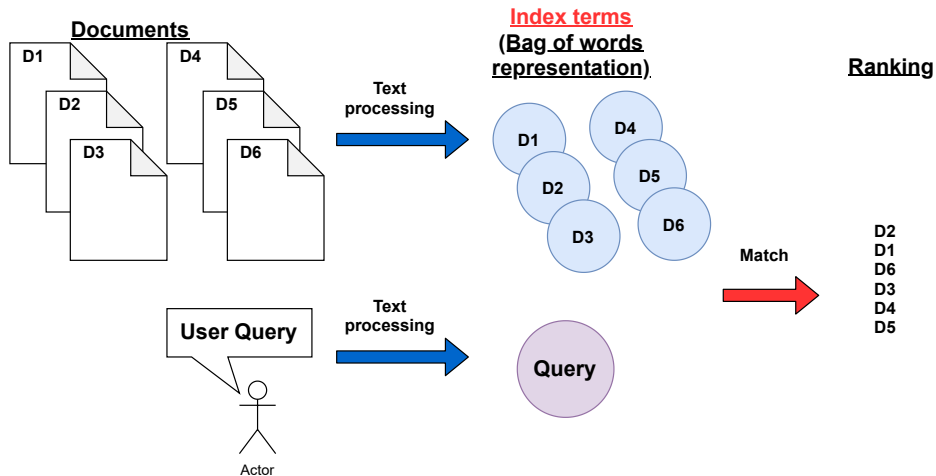 Documents
D1
D2
D3
D4
D5
D6
Text
processing
Index terms
(Bag of words
representation)
D1
D2
D3
D4
D5
D6
User Query
Actor
Text
processing
Query
Match
Ranking
D2
D1
D6
D3
D4
D5